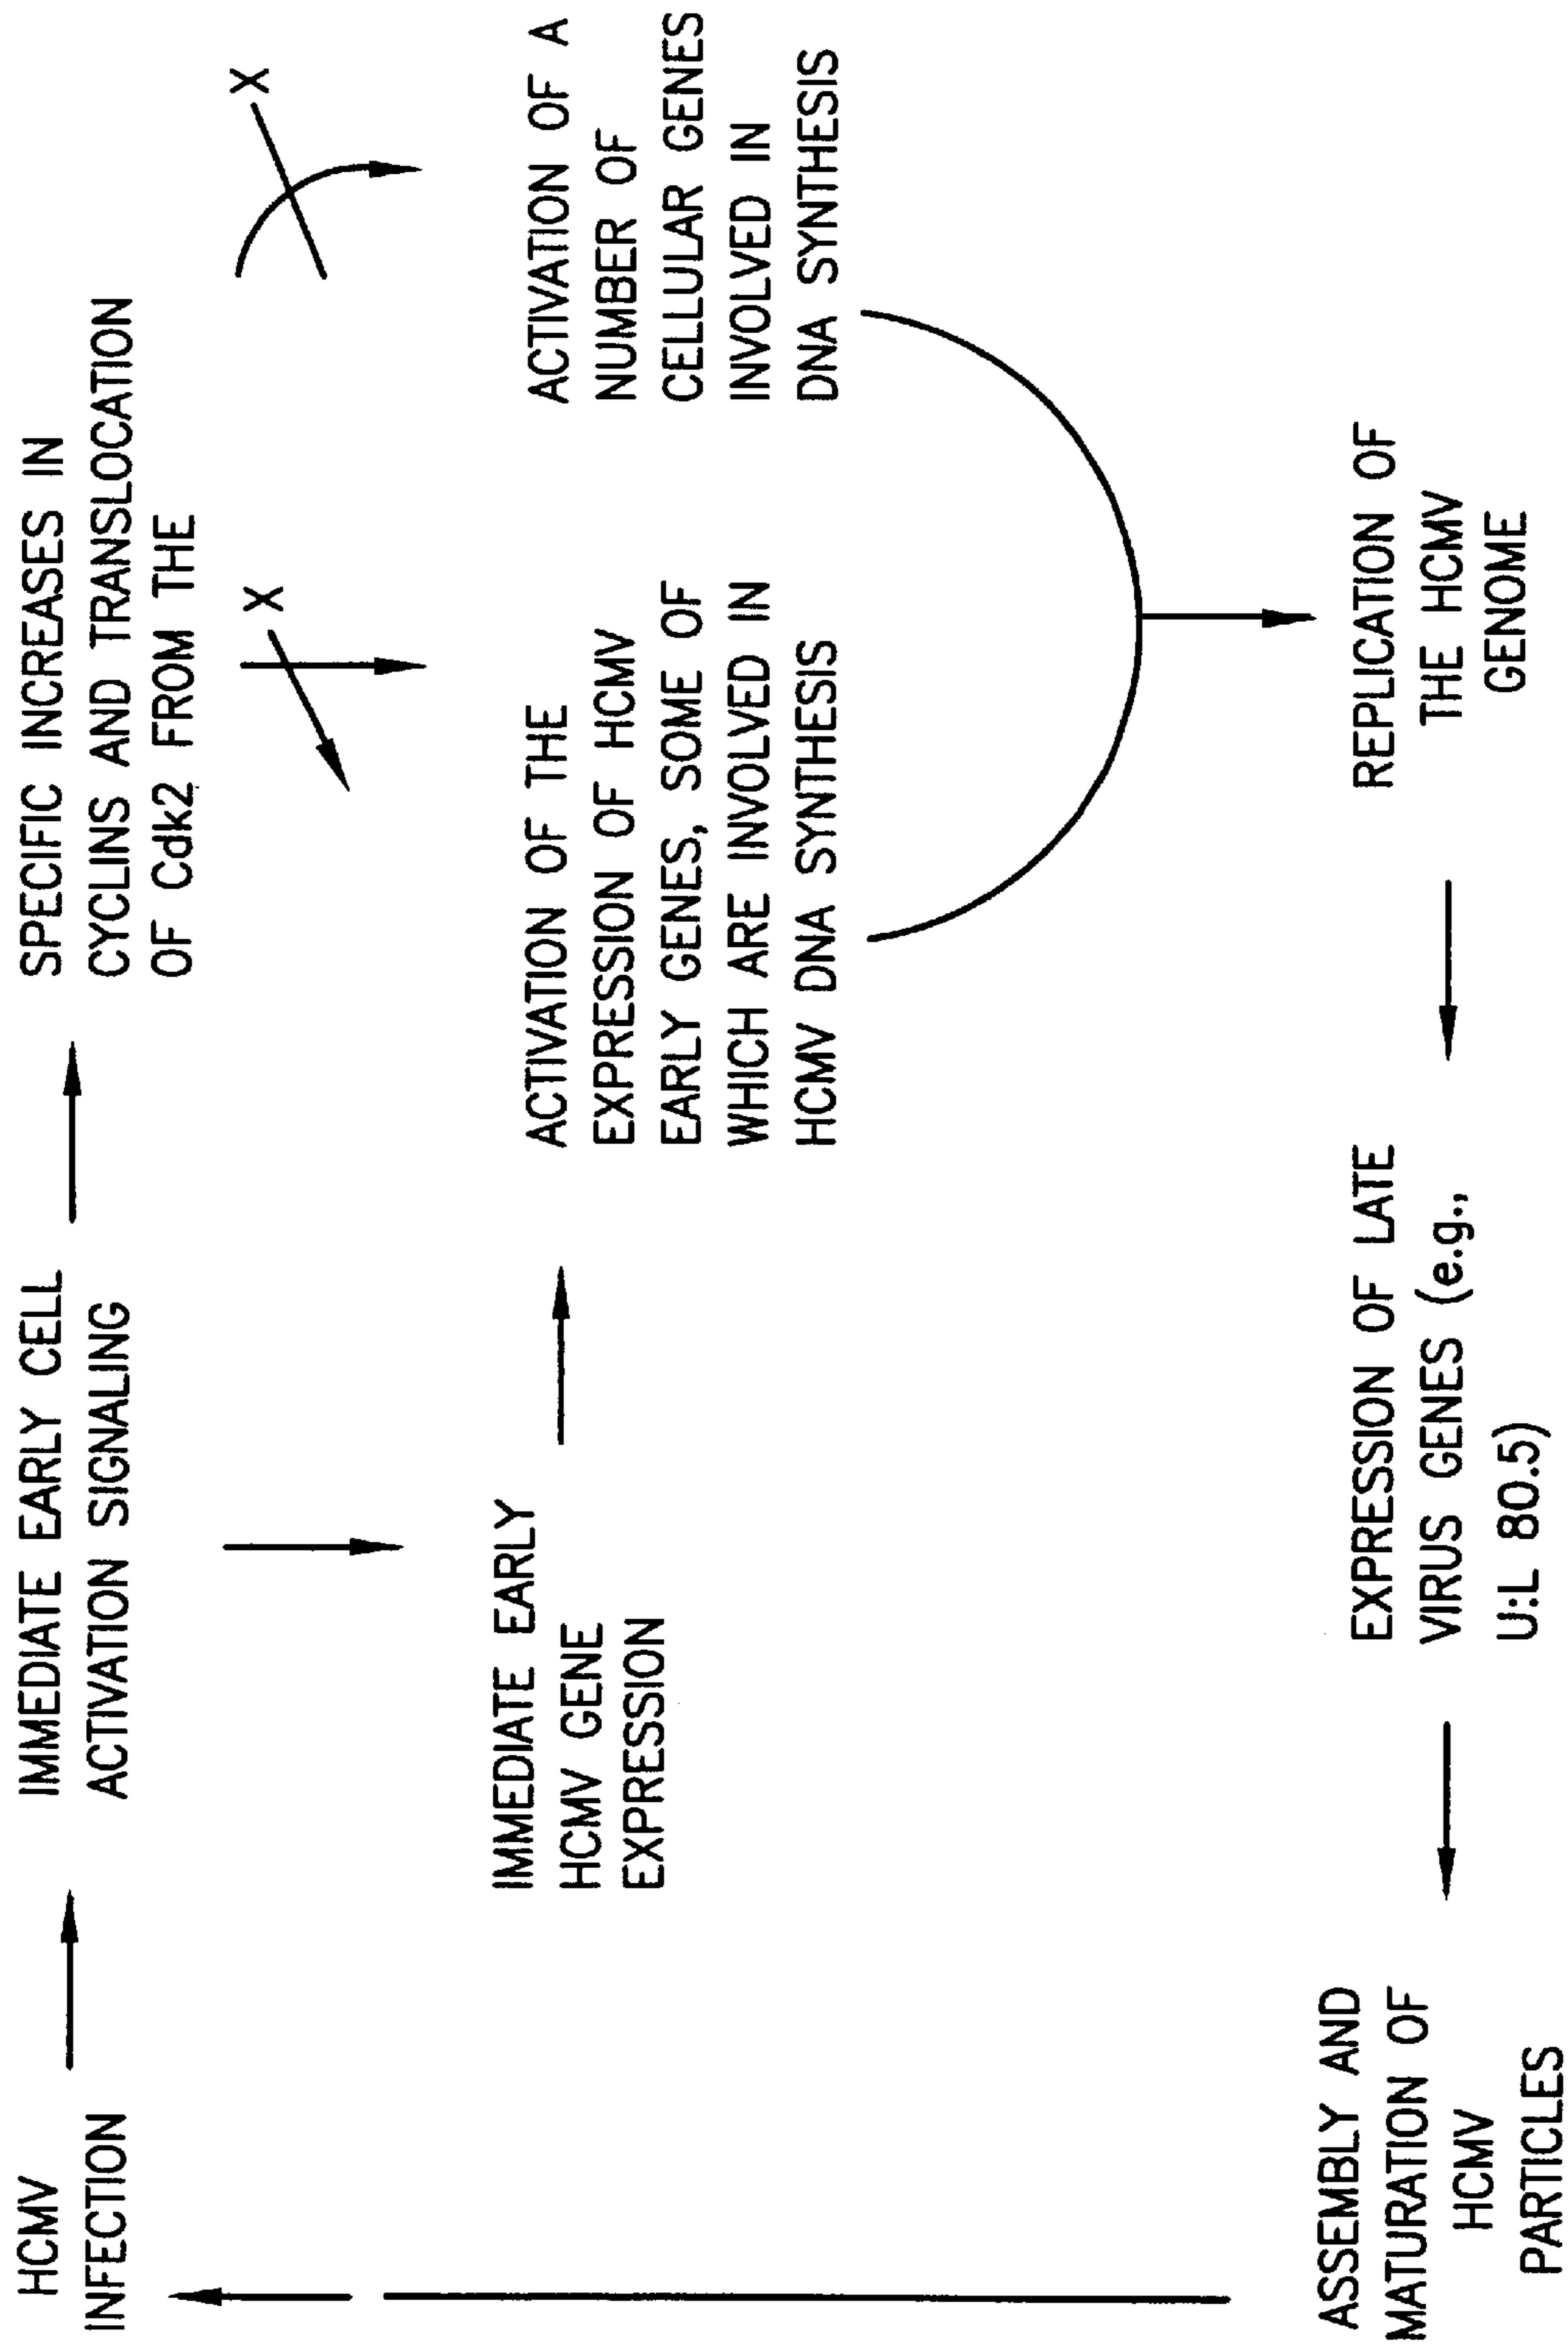 HCMV
INFECTION
IMMEDIATE EARLY CELL
ACTIVATION SIGNALING
SPECIFIC INCREASES IN
CYCLINS AND TRANSLOCATION
OF Cdk2 FROM THE
X
X
IMMEDIATE EARLY
HCMV GENE
EXPRESSION
ACTIVATION OF THE
EXPRESSION OF HCMV
EARLY GENES, SOME OF
WHICH ARE INVOLVED IN
HCMV DNA SYNTHESIS
ACTIVATION OF A
NUMBER OF
CELLULAR GENES
INVOLVED IN
DNA SYNTHESIS
ASSEMBLY AND
MATURATION OF
HCMV
PARTICLES
EXPRESSION OF LATE
VIRUS GENES (e.g.,
U:L 80.5)
REPLICATION OF
THE HCMV
GENOME